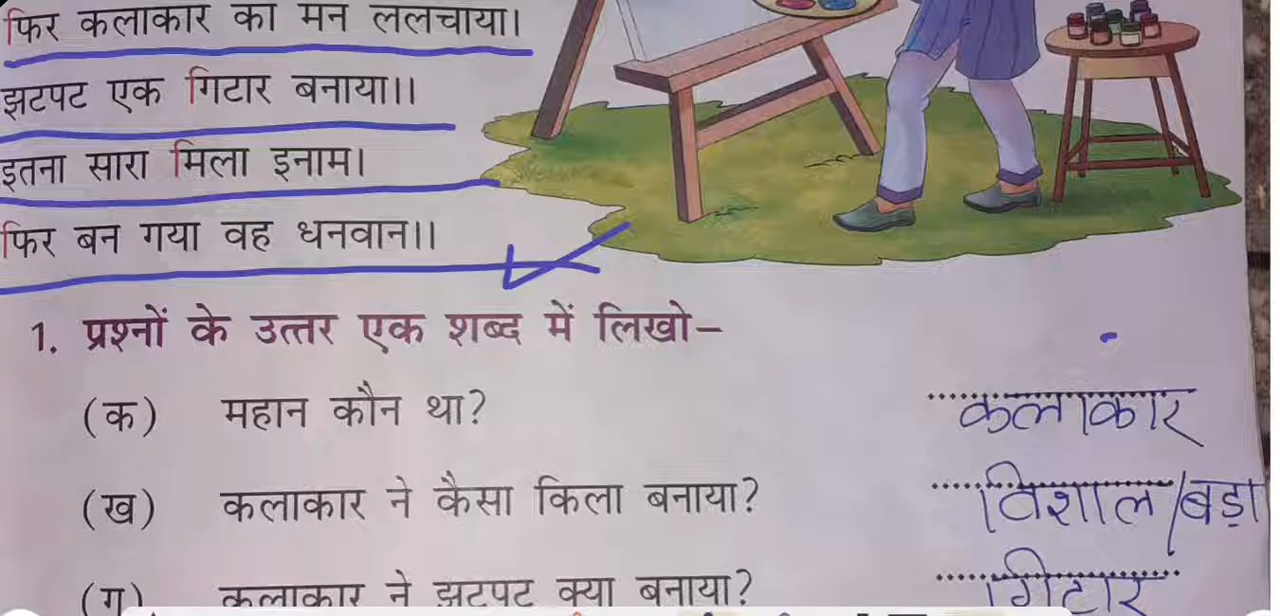 फिर कलाकार का मन ललचाया।
झटपट एक गिटार बनाया।।
इतना सारा मिला इनाम।
फिर बन गया वह धनवान।।
1. प्रश्नों के उत्तर एक शब्द में लिखो–
(क) महान कौन था? कलाकार
(ख) कलाकार ने कैसा किला बनाया? विशाल/बड़ा
(ग) कलाकार ने झटपट क्या बनाया? गिटार